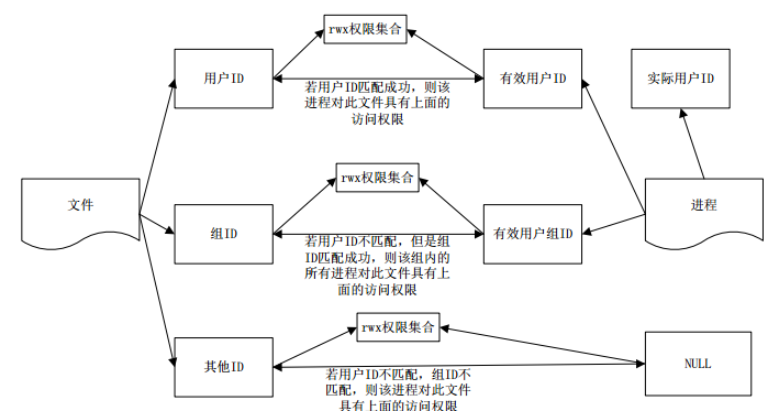 rwx权限集合
用户ID
有效用户ID
实际用户ID
若用户ID匹配成功，则该
进程对此文件具有上面的
访问权限
rwx权限集合
文件
进程
组ID
有效用户组ID
若用户ID不匹配，但是组
ID匹配成功，则该组内的
所有进程对此文件具有上
面的访问权限
rwx权限集合
其他ID
NULL
若用户ID不匹配，组ID不
匹配，则该进程对此文件
具有上面的访问权限